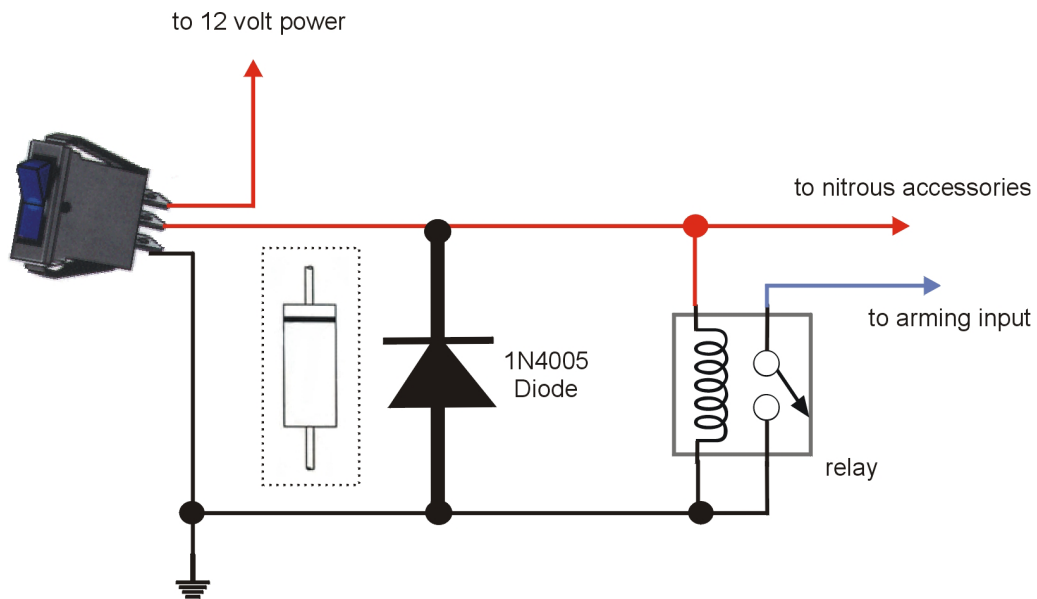 to 12 volt power
to nitrous accessories
to arming input
1N4005
Diode
relay